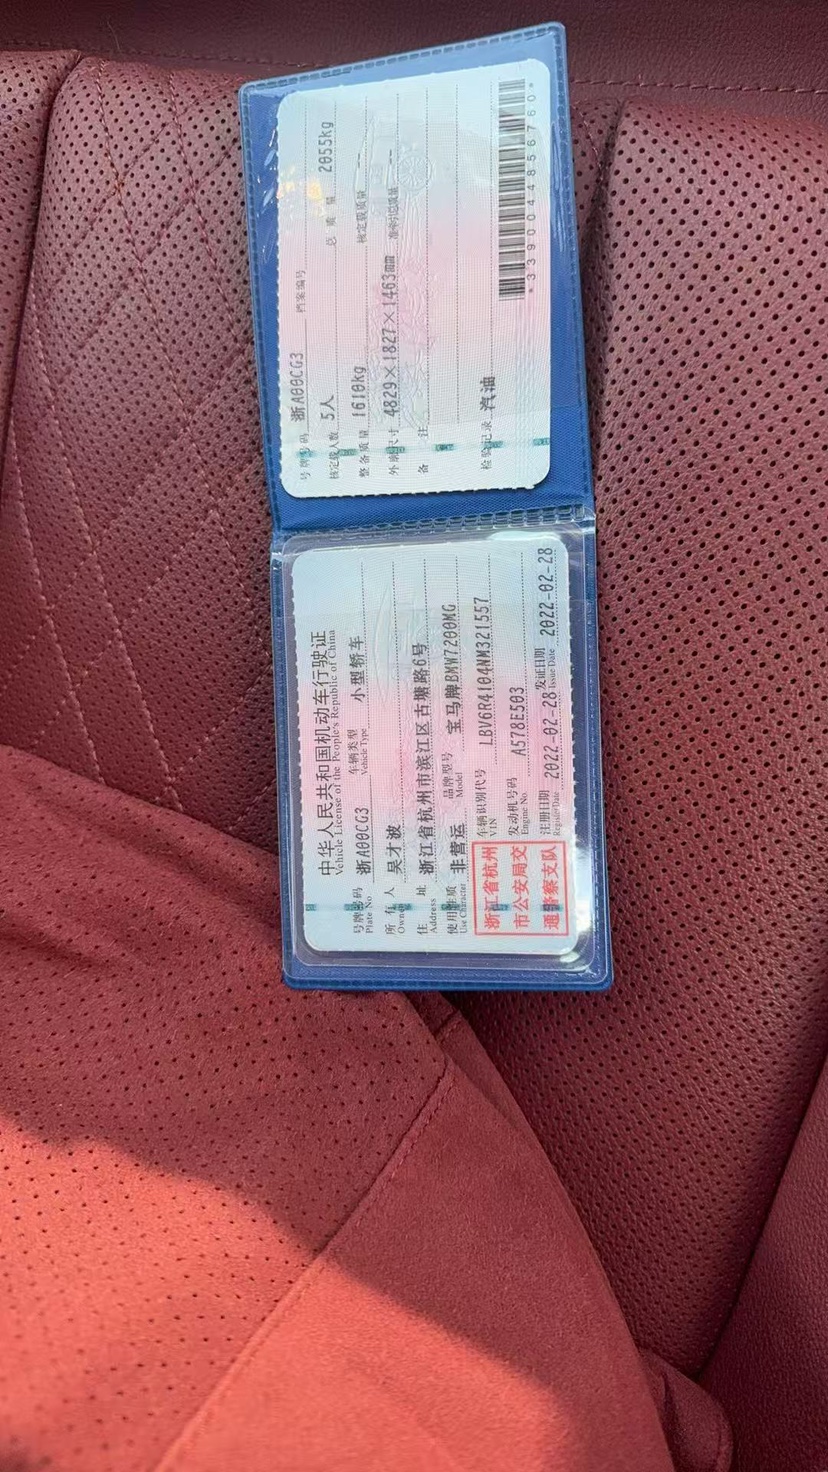 中华人民共和国机动车行驶证
Vehicle License of the People's Republic of China
号牌号码 浙A00CG3 车辆类型 小型轿车
Plate No Vehicle Type
所有人 吴才波
Owner
住址 浙江省杭州市滨江区古塘路6号
Address
使用性质 非营运 品牌型号 宝马牌BMW7200MG
Use Character Model
浙江省杭州
市公安局交
通警察支队
车辆识别代号 LBV6R4104NM321557
VIN
发动机号码 A578E503
Engine No.
注册日期 2022-02-28 发证日期 2022-02-28
Register Date Issue Date
号牌号码 浙A00CG3 档案编号
核定载人数 5人 总质量 2055kg
整备质量 1610kg 核定载质量 --
外廓尺寸 4829×1827×1463mm 准牵引总质量 --
备注
检验记录 汽油
*3390044856760*